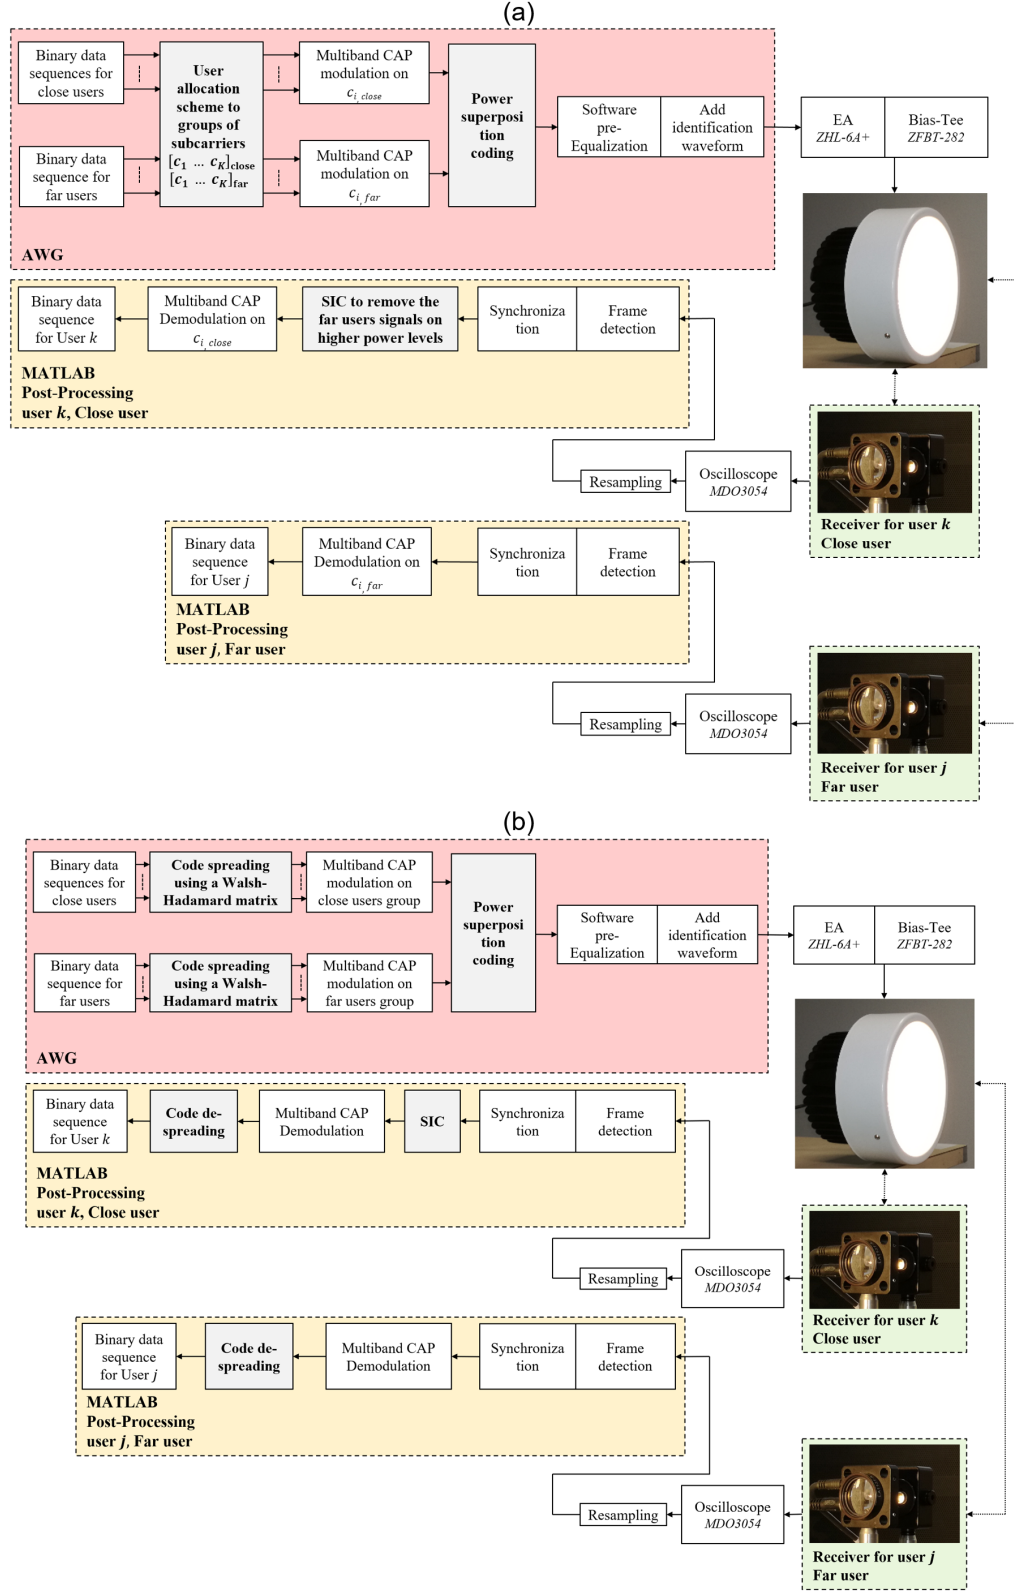 (a)
Binary data
sequences for
close users
User
allocation
scheme to
groups of
subcarriers
[c₁ … c_K]close
[c₁ … c_K]far
Multiband CAP
modulation on
c_{i, close}
Binary data
sequence for
far users
Multiband CAP
modulation on
c_{i, far}
Power
superposi
tion
coding
Software
pre-
Equalization
Add
identification
waveform
EA
ZHL-6A+
Bias-Tee
ZFBT-282
AWG
Binary data
sequence
for User k
Multiband CAP
Demodulation on
c_{i, close}
SIC to remove the
far users signals on
higher power levels
Synchroniza
tion
Frame
detection
MATLAB
Post-Processing
user k, Close user
Resampling
Oscilloscope
MDO3054
Receiver for user k
Close user
Binary data
sequence
for User j
Multiband CAP
Demodulation on
c_{i, far}
Synchroniza
tion
Frame
detection
MATLAB
Post-Processing
user j, Far user
Resampling
Oscilloscope
MDO3054
Receiver for user j
Far user
(b)
Binary data
sequences for
close users
Code spreading
using a Walsh-
Hadamard matrix
Multiband CAP
modulation on
close users group
Binary data
sequence for
far users
Code spreading
using a Walsh-
Hadamard matrix
Multiband CAP
modulation on
far users group
Power
superposi
tion
coding
Software
pre-
Equalization
Add
identification
waveform
EA
ZHL-6A+
Bias-Tee
ZFBT-282
AWG
Binary data
sequence
for User k
Code de-
spreading
Multiband CAP
Demodulation
SIC
Synchroniza
tion
Frame
detection
MATLAB
Post-Processing
user k, Close user
Resampling
Oscilloscope
MDO3054
Receiver for user k
Close user
Binary data
sequence
for User j
Code de-
spreading
Multiband CAP
Demodulation
Synchroniza
tion
Frame
detection
MATLAB
Post-Processing
user j, Far user
Resampling
Oscilloscope
MDO3054
Receiver for user j
Far user